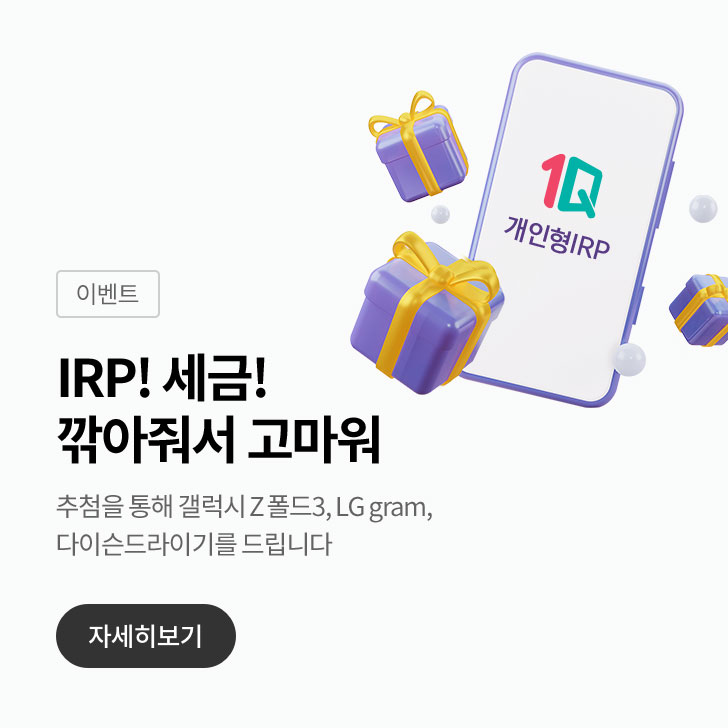 1Q
개인형IRP
이벤트
IRP! 세금!
깎아줘서 고마워
추첨을 통해 갤럭시 Z 폴드3, LG gram,
다이슨드라이기를 드립니다
자세히보기